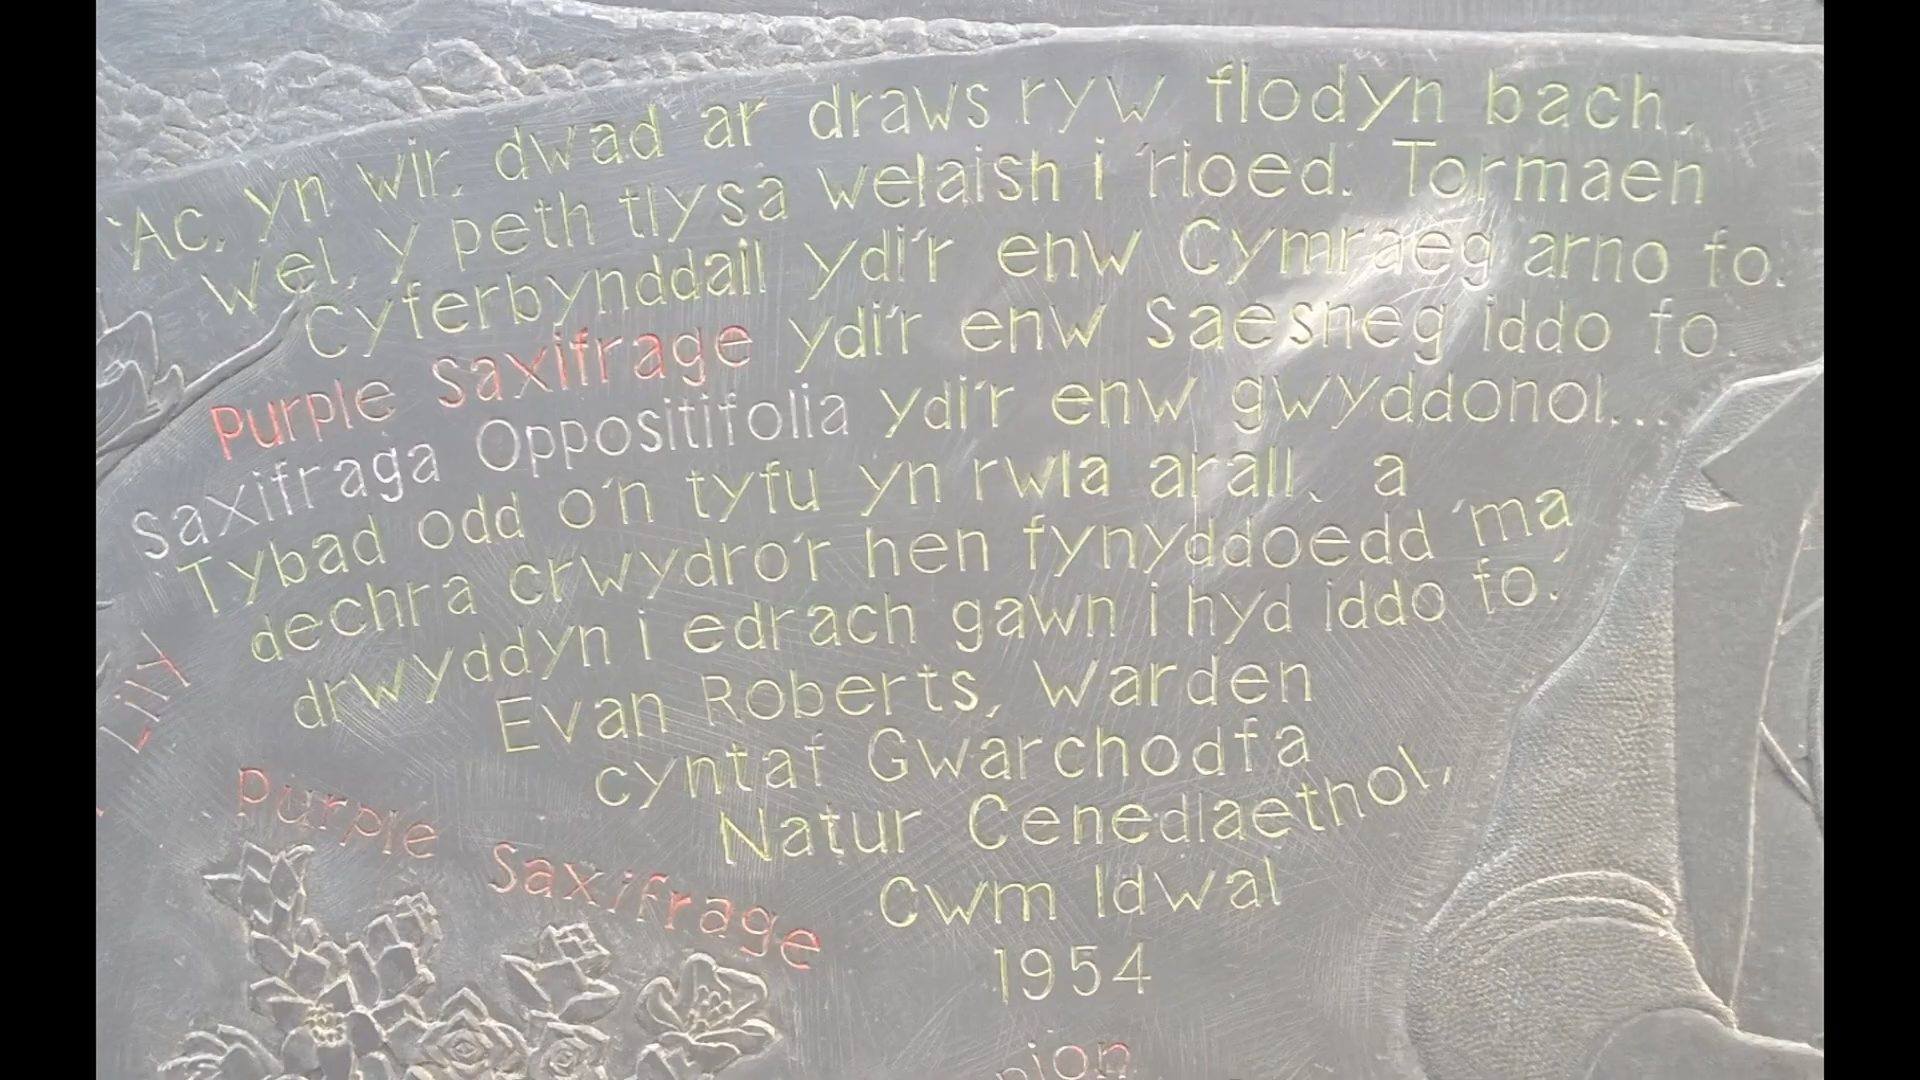 'Ac, yn wir, dwad ar draws ryw flodyn bach,
Wel, y peth tlysa welaish i 'rioed. Tormaen
Cyferbynddail ydi'r enw Cymraeg arno fo.
Purple Saxifrage ydi'r enw Saesneg iddo fo.
Saxifraga Oppositifolia ydi'r enw gwyddonol...
Tybad odd o'n tyfu yn rwla arall, a
dechra crwydro'r hen fynyddoedd 'ma
drwyddyn i edrach gawn i hyd iddo fo.'
Evan Roberts, Warden
cyntaf Gwarchodfa
Natur Cenedlaethol,
Cwm Idwal
1954
Lily
Purple Saxifrage